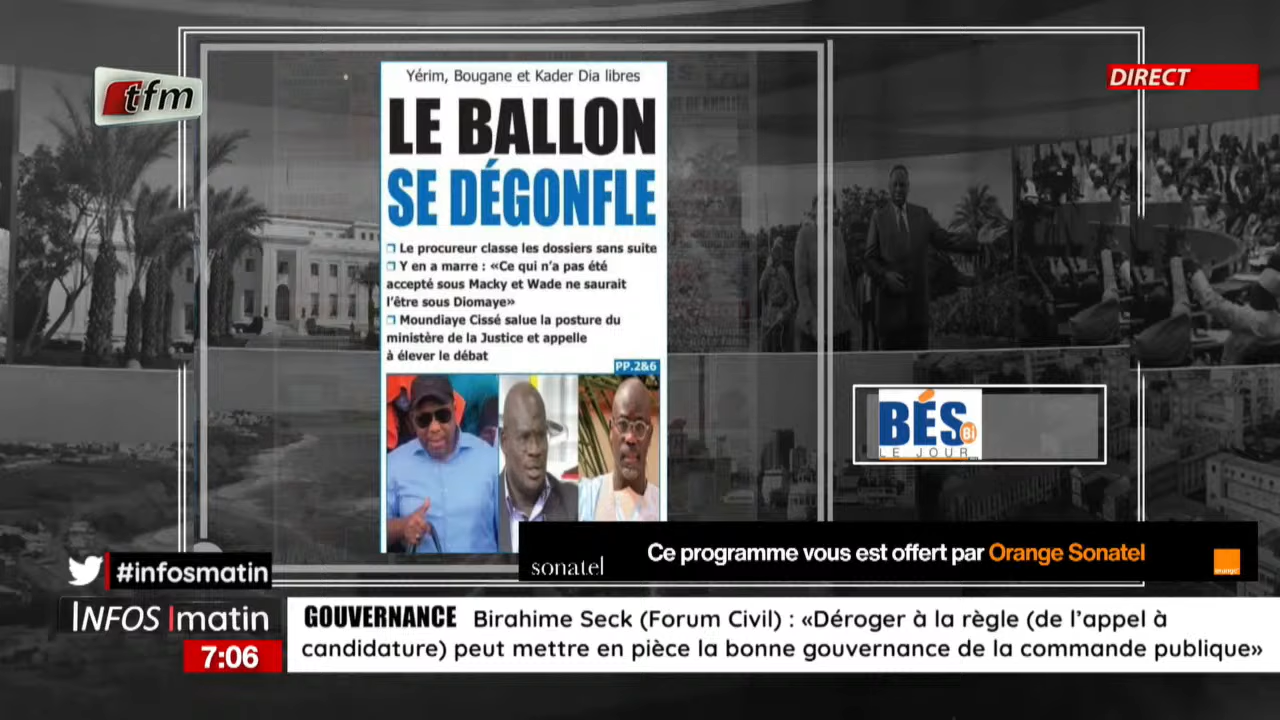 tfm
DIRECT
Yérim, Bougane et Kader Dia libres
LE BALLON
SE DÉGONFLE
Le procureur classe les dossiers sans suite
Y en a marre : «Ce qui n'a pas été
accepté sous Macky et Wade ne saurait
l'être sous Diomaye»
Moundiaye Cissé salue la posture du
ministère de la Justice et appelle
à élever le débat
PP.2&6
BÉS
Bi
LE JOUR
sonatel
Ce programme vous est offert par Orange Sonatel
orange
#infosmatin
INFOS matin
7:06
GOUVERNANCE Birahime Seck (Forum Civil) : «Déroger à la règle (de l'appel à
candidature) peut mettre en pièce la bonne gouvernance de la commande publique»